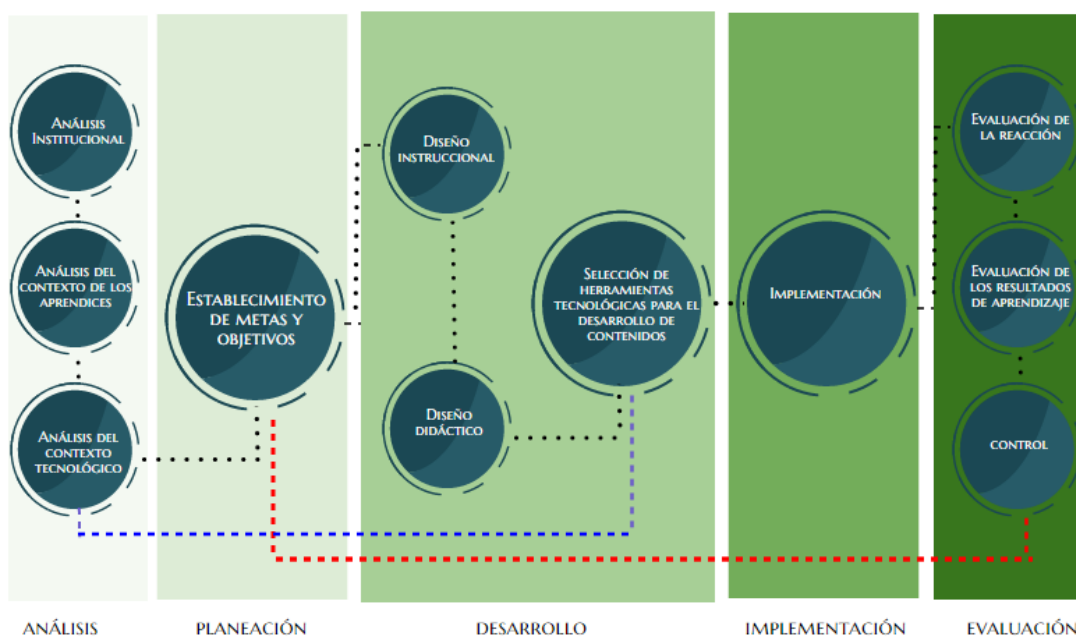 ANÁLISIS
INSTITUCIONAL
ANÁLISIS DEL
CONTEXTO DE LOS
APRENDICES
ANÁLISIS DEL
CONTEXTO
TECNOLÓGICO
ESTABLECIMIENTO
DE METAS Y
OBJETIVOS
DISEÑO
INSTRUCCIONAL
DISEÑO
DIDÁCTICO
SELECCIÓN DE
HERRAMIENTAS
TECNOLÓGICAS PARA EL
DESARROLLO DE
CONTENIDOS
IMPLEMENTACIÓN
EVALUACIÓN DE
LA REACCIÓN
EVALUACIÓN DE
LOS RESULTADOS
DE APRENDIZAJE
CONTROL
ANÁLISIS
PLANEACIÓN
DESARROLLO
IMPLEMENTACIÓN
EVALUACIÓN